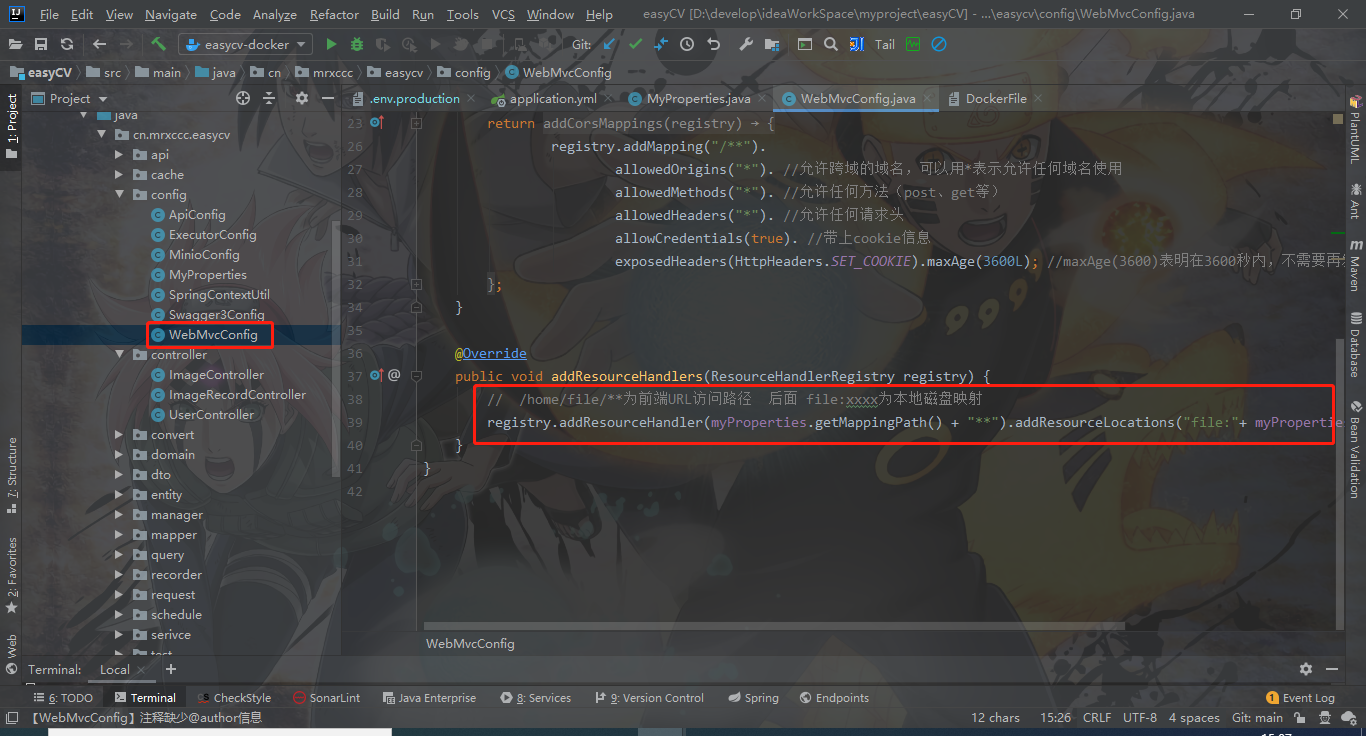 File Edit View Navigate Code Analyze Refactor Build Run Tools VCS Window Help easyCV [D:\develop\ideaWorkSpace\myproject\easyCV] - ...\easycv\config\WebMvcConfig.java
easycv-docker Git: Tail
easyCV src main java cn mrxccc easycv config WebMvcConfig
Project .env.production application.yml MyProperties.java WebMvcConfig.java DockerFile
1: Project
7: Structure
2: Favorites
Web
java
cn.mrxccc.easycv
api
cache
config
ApiConfig
ExecutorConfig
MinioConfig
MyProperties
SpringContextUtil
Swagger3Config
WebMvcConfig
controller
ImageController
ImageRecordController
UserController
convert
domain
dto
entity
manager
mapper
query
recorder
request
schedule
serivce
23 return addCorsMappings(registry) → {
26 registry.addMapping("/**").
27 allowedOrigins("*"). //允许跨域的域名，可以用*表示允许任何域名使用
28 allowedMethods("*"). //允许任何方法（post、get等）
29 allowedHeaders("*"). //允许任何请求头
30 allowCredentials(true). //带上cookie信息
31 exposedHeaders(HttpHeaders.SET_COOKIE).maxAge(3600L); //maxAge(3600)表明在3600秒内，不需要再
32 };
34 }
35
36 @Override
37 @ public void addResourceHandlers(ResourceHandlerRegistry registry) {
38 // /home/file/**为前端URL访问路径 后面 file:xxxx为本地磁盘映射
39 registry.addResourceHandler(myProperties.getMappingPath() + "**").addResourceLocations("file:"+ myPropertie
40 }
41 }
42
WebMvcConfig
PlantUML
Ant
Maven
Database
Bean Validation
Terminal: Local +
6: TODO Terminal CheckStyle SonarLint Java Enterprise 8: Services 9: Version Control Spring Endpoints 1 Event Log
【WebMvcConfig】注释缺少@author信息 12 chars 15:26 CRLF UTF-8 4 spaces Git: main